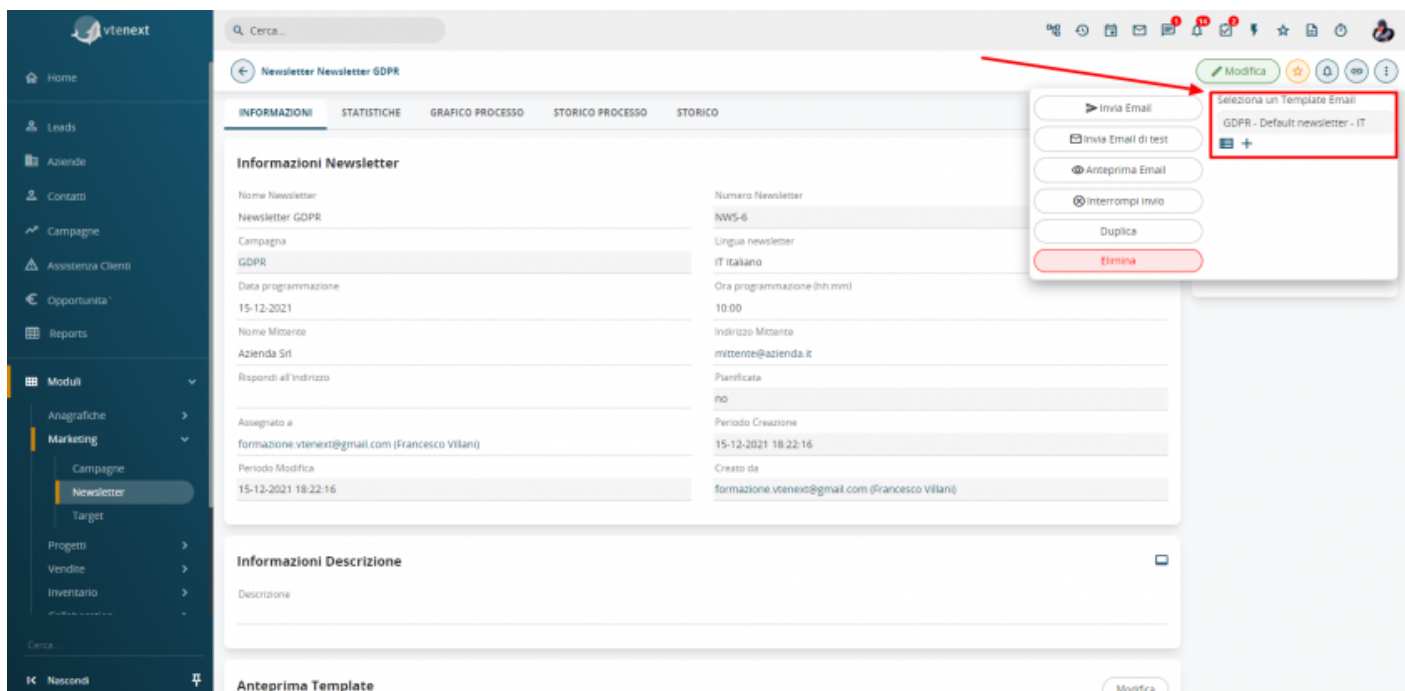 vtenext
Cerca...
1
14
2
Home
Leads
Aziende
Contatti
Campagne
Assistenza Clienti
Opportunita'
Reports
Moduli
Anagrafiche
Marketing
Campagne
Newsletter
Target
Progetti
Vendite
Inventario
Cerca...
Nascondi
Newsletter Newsletter GDPR
Modifica
INFORMAZIONI STATISTICHE GRAFICO PROCESSO STORICO PROCESSO STORICO
Invia Email
Invia Email di test
Anteprima Email
Interrompi invio
Duplica
Elimina
Seleziona un Template Email
GDPR - Default newsletter - IT
Informazioni Newsletter
Nome Newsletter
Newsletter GDPR
Numero Newsletter
NWS-6
Campagna
GDPR
Lingua newsletter
IT Italiano
Data programmazione
15-12-2021
Ora programmazione (hh:mm)
10:00
Nome Mittente
Azienda Srl
Indirizzo Mittente
mittente@azienda.it
Rispondi all'indirizzo
Pianificata
no
Assegnato a
formazione.vtenext@gmail.com (Francesco Villani)
Periodo Creazione
15-12-2021 18:22:16
Periodo Modifica
15-12-2021 18:22:16
Creato da
formazione.vtenext@gmail.com (Francesco Villani)
Informazioni Descrizione
Descrizione
Anteprima Template
Modifica